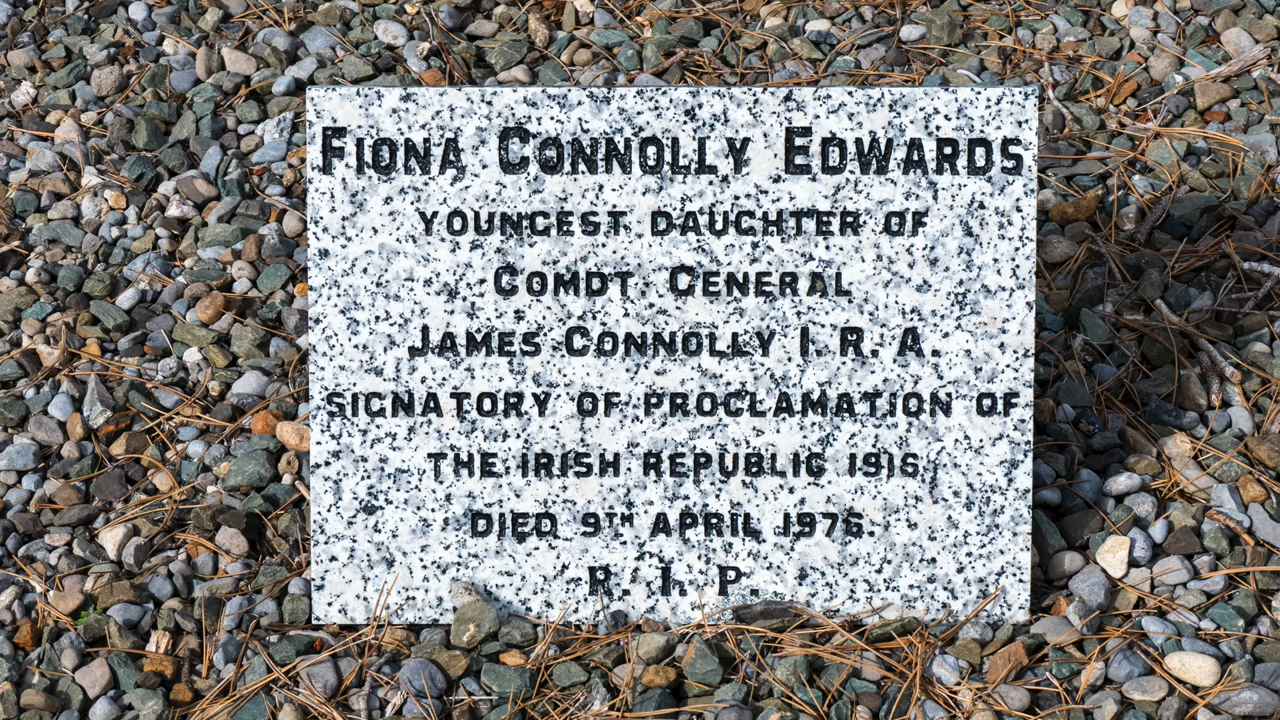 FIONA CONNOLLY EDWARDS
YOUNGEST DAUGHTER OF
COMDT. GENERAL
JAMES CONNOLLY I. R. A.
SIGNATORY OF PROCLAMATION OF
THE IRISH REPUBLIC 1916
DIED 9TH APRIL 1976.
R. I. P.